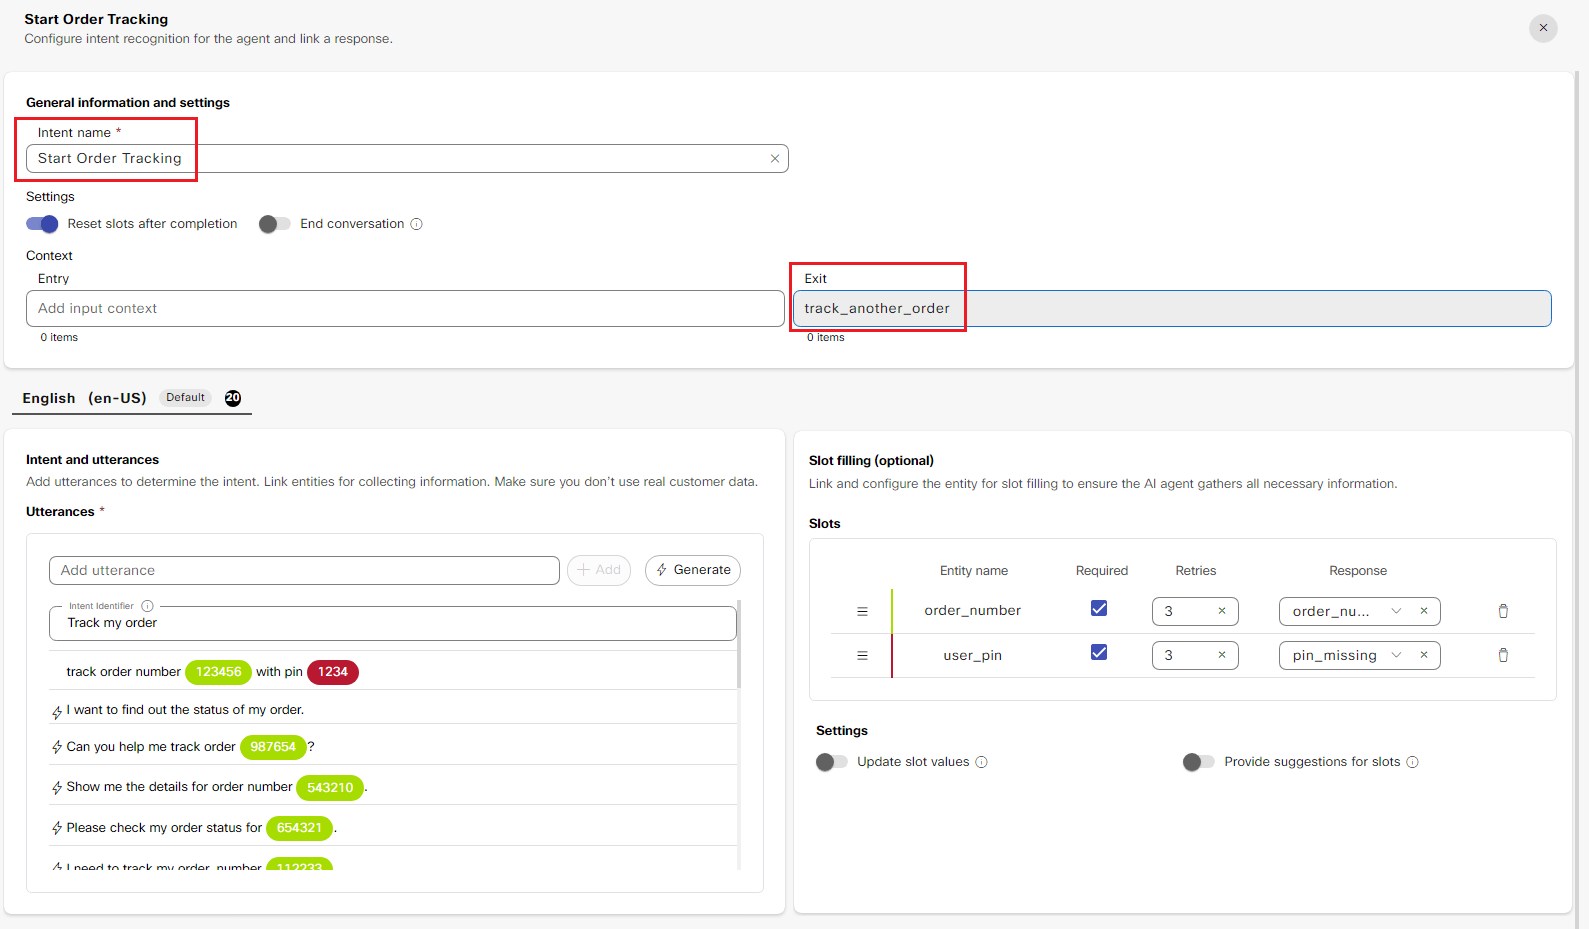 Start Order Tracking
Configure intent recognition for the agent and link a response.
General information and settings
Intent name *
Start Order Tracking
Settings
Reset slots after completion
End conversation
Context
Entry
Exit
Add input context
track_another_order
0 items
0 items
English (en-US) Default 20
Intent and utterances
Add utterances to determine the intent. Link entities for collecting information. Make sure you don't use real customer data.
Utterances *
Add utterance
Add
Generate
Intent Identifier
Track my order
track order number 123456 with pin 1234
I want to find out the status of my order.
Can you help me track order 987654 ?
Show me the details for order number 543210 .
Please check my order status for 654321 .
I need to track my order, number 112233
Slot filling (optional)
Link and configure the entity for slot filling to ensure the AI agent gathers all necessary information.
Slots
Entity name Required Retries Response
order_number 3 order_nu...
user_pin 3 pin_missing
Settings
Update slot values
Provide suggestions for slots